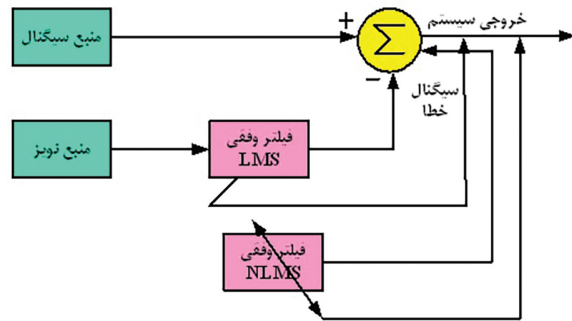 منبع سیگنال
+
Σ
خروجی سیستم
−
سیگنال
خطا
منبع نویز
فیلتر وفقی
LMS
فیلتر وفقی
NLMS